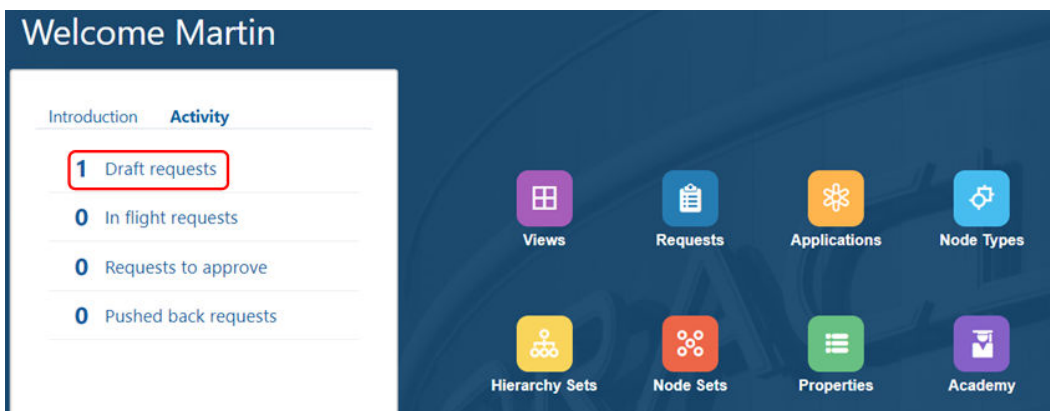 Welcome Martin
Introduction Activity
1 Draft requests
0 In flight requests
0 Requests to approve
0 Pushed back requests
Views Requests Applications Node Types
Hierarchy Sets Node Sets Properties Academy